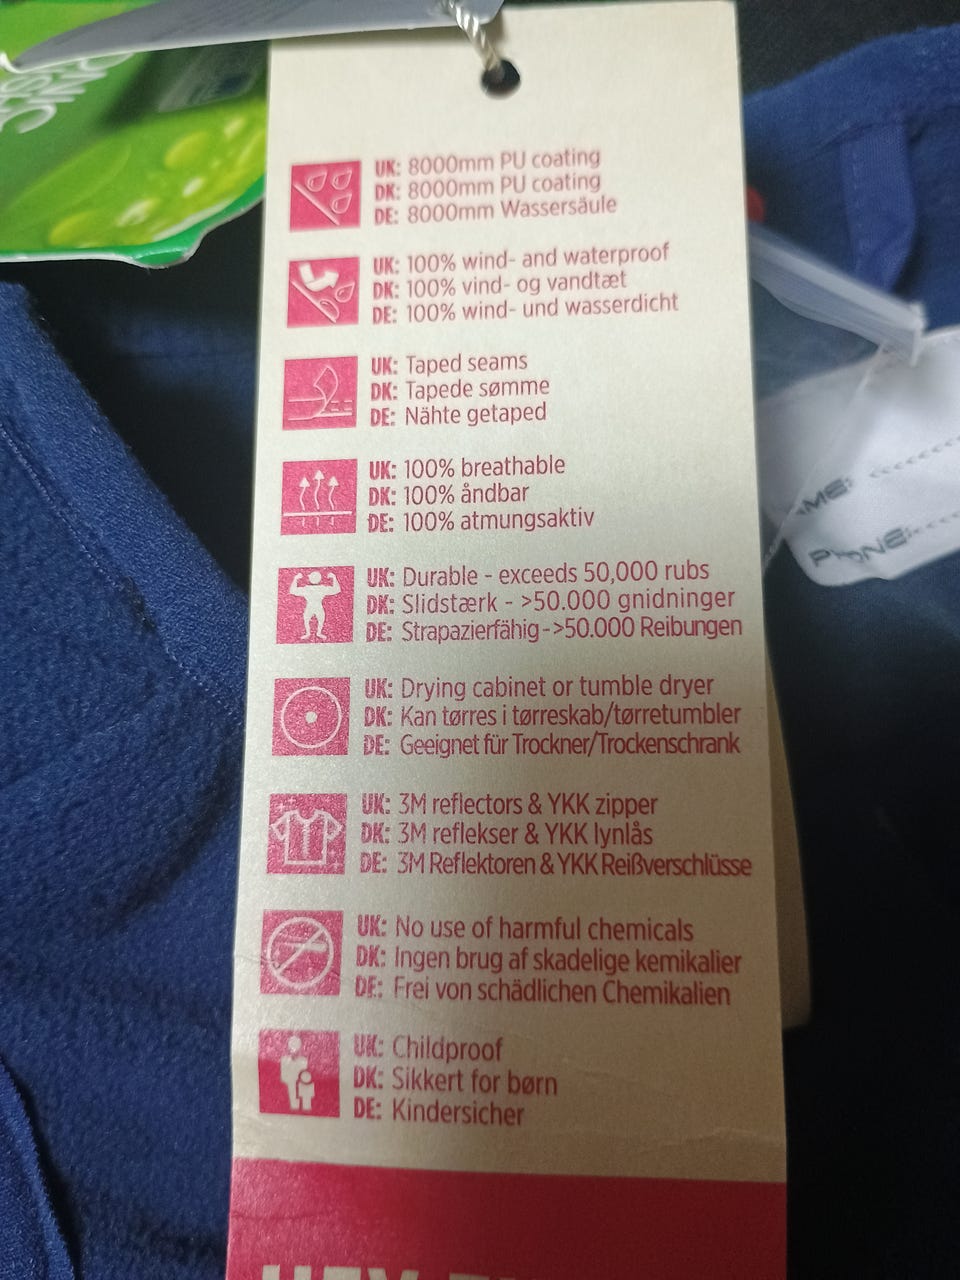 UK: 8000mm PU coating
DK: 8000mm PU coating
DE: 8000mm Wassersäule
UK: 100% wind- and waterproof
DK: 100% vind- og vandtæt
DE: 100% wind- und wasserdicht
UK: Taped seams
DK: Tapede sømme
DE: Nähte getaped
UK: 100% breathable
DK: 100% åndbar
DE: 100% atmungsaktiv
UK: Durable - exceeds 50,000 rubs
DK: Slidstærk - >50.000 gnidninger
DE: Strapazierfähig - >50.000 Reibungen
UK: Drying cabinet or tumble dryer
DK: Kan tørres i tørreskab/tørretumbler
DE: Geeignet für Trockner/Trockenschrank
UK: 3M reflectors & YKK zipper
DK: 3M reflekser & YKK lynlås
DE: 3M Reflektoren & YKK Reißverschlüsse
UK: No use of harmful chemicals
DK: Ingen brug af skadelige kemikalier
DE: Frei von schädlichen Chemikalien
UK: Childproof
DK: Sikkert for børn
DE: Kindersicher
PHONE: